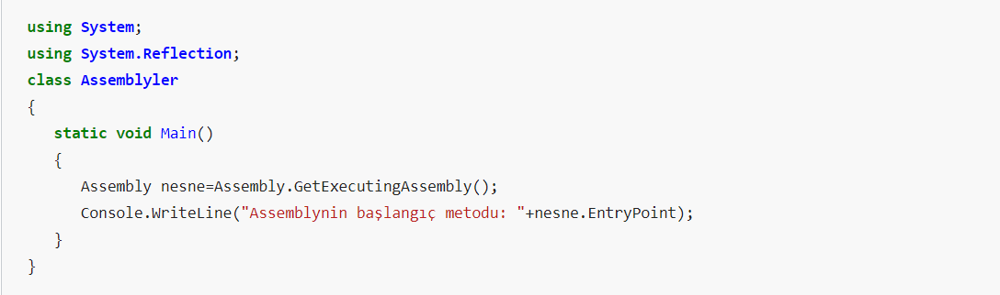 using System;
using System.Reflection;
class Assemblyler
{
   static void Main()
   {
      Assembly nesne=Assembly.GetExecutingAssembly();
      Console.WriteLine("Assemblynin başlangıç metodu: "+nesne.EntryPoint);
   }
}